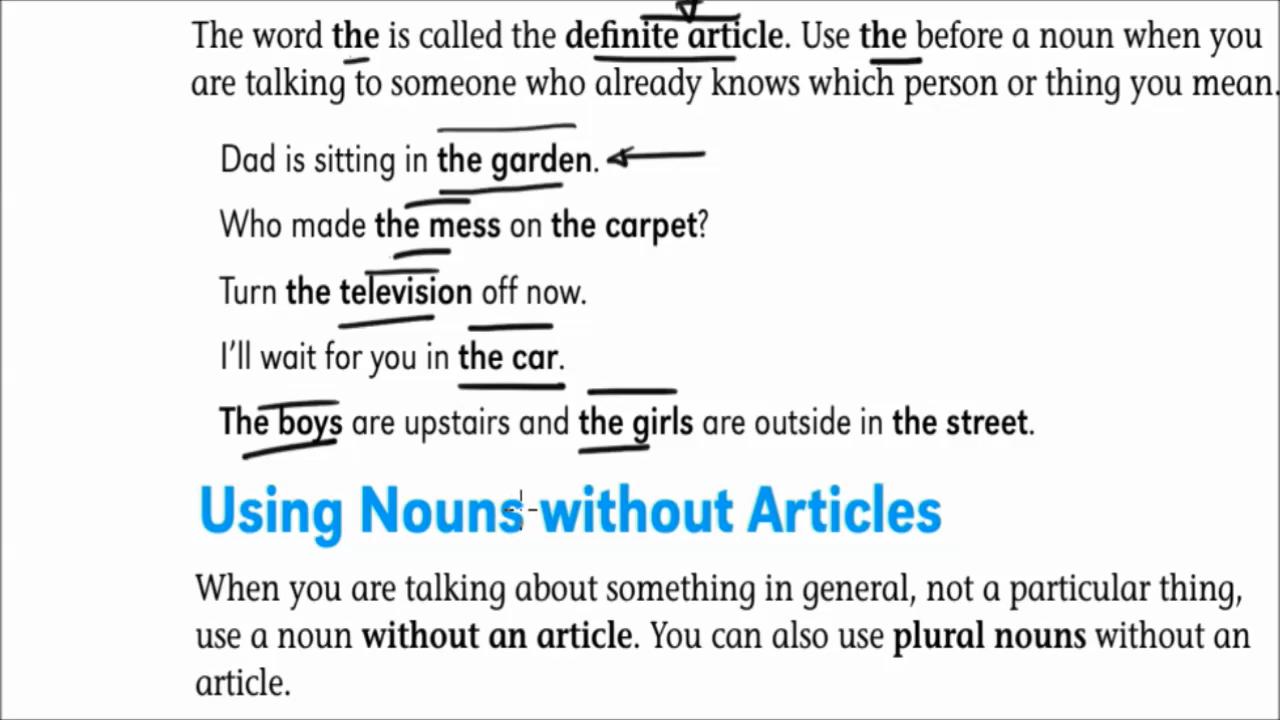 The word the is called the definite article. Use the before a noun when you
are talking to someone who already knows which person or thing you mean.
Dad is sitting in the garden.
Who made the mess on the carpet?
Turn the television off now.
I'll wait for you in the car.
The boys are upstairs and the girls are outside in the street.
Using Nouns without Articles
When you are talking about something in general, not a particular thing,
use a noun without an article. You can also use plural nouns without an
article.